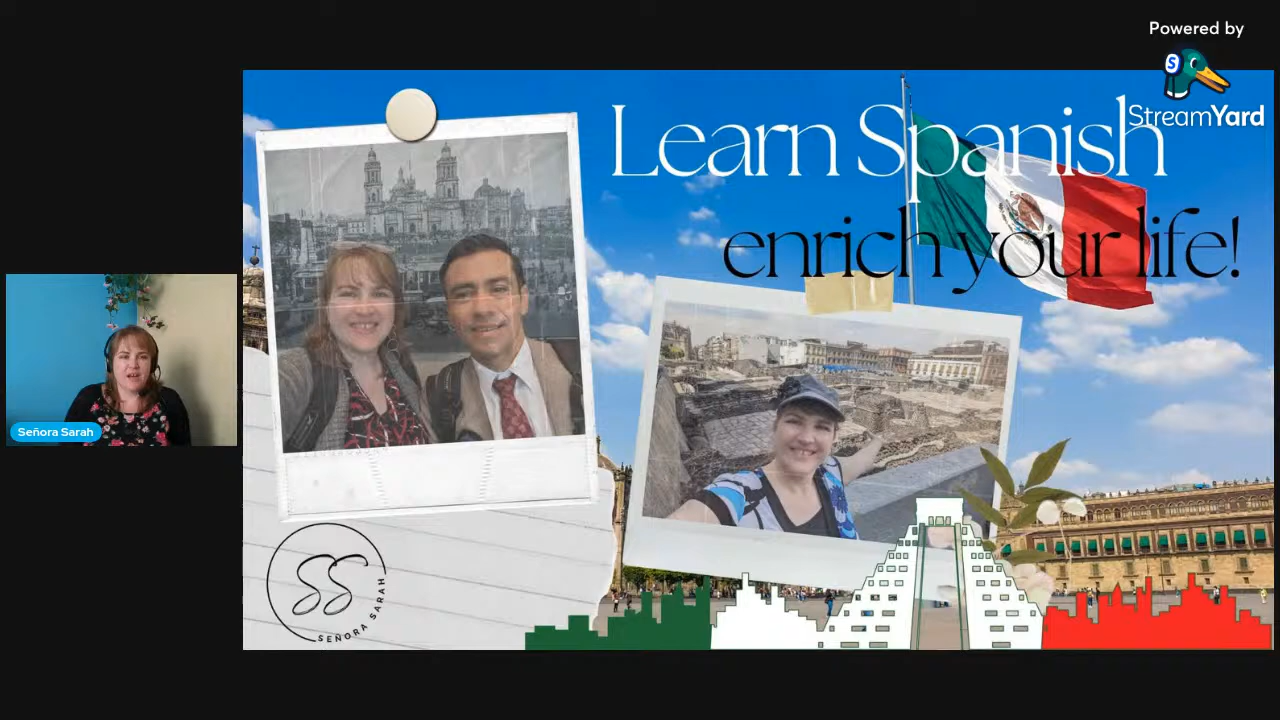 Powered by
StreamYard
Learn Spanish
enrich your life!
Señora Sarah
SS
SEÑORA SARAH